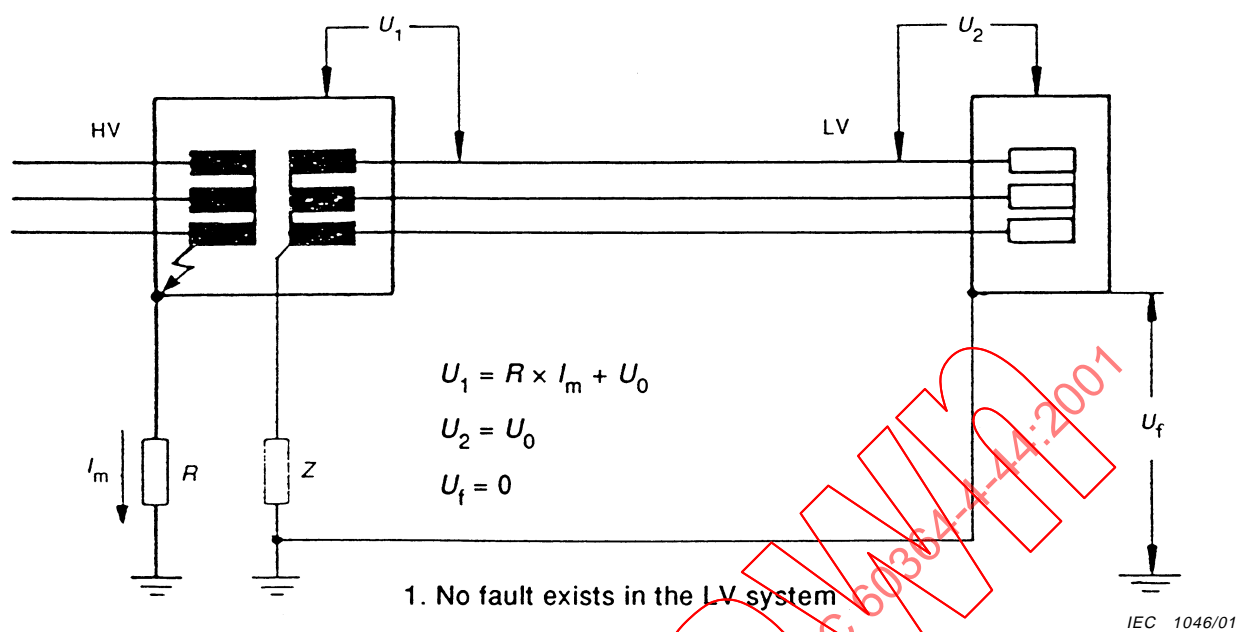 U1
U2
HV
LV
U1 = R × Im + U0
U2 = U0
Uf = 0
Uf
Im
R
Z
1. No fault exists in the LV system
60364-4-44:2001
IEC 1046/01